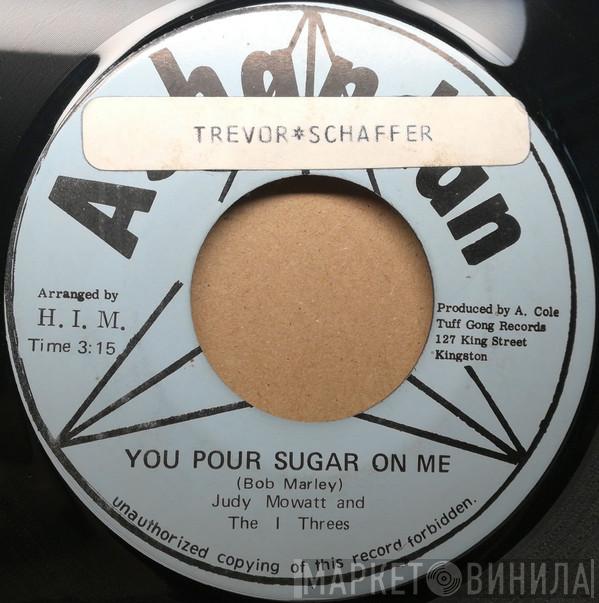 TREVOR*SCHAFFER
Arranged by
H. I. M.
Time 3:15
Produced by A. Cole
Tuff Gong Records
127 King Street
Kingston
YOU POUR SUGAR ON ME
(Bob Marley)
Judy Mowatt and
The I Threes
unauthorized copying of this record forbidden.
МАРКЕТ ВИНИЛА